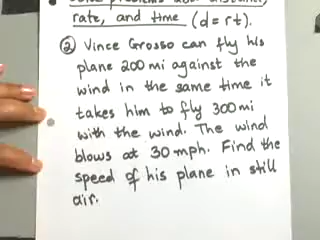 rate, and time (d = rt).
② Vince Grosso can fly his
plane 200 mi against the
wind in the same time it
takes him to fly 300 mi
with the wind. The wind
blows at 30 mph. Find the
speed of his plane in still
air.